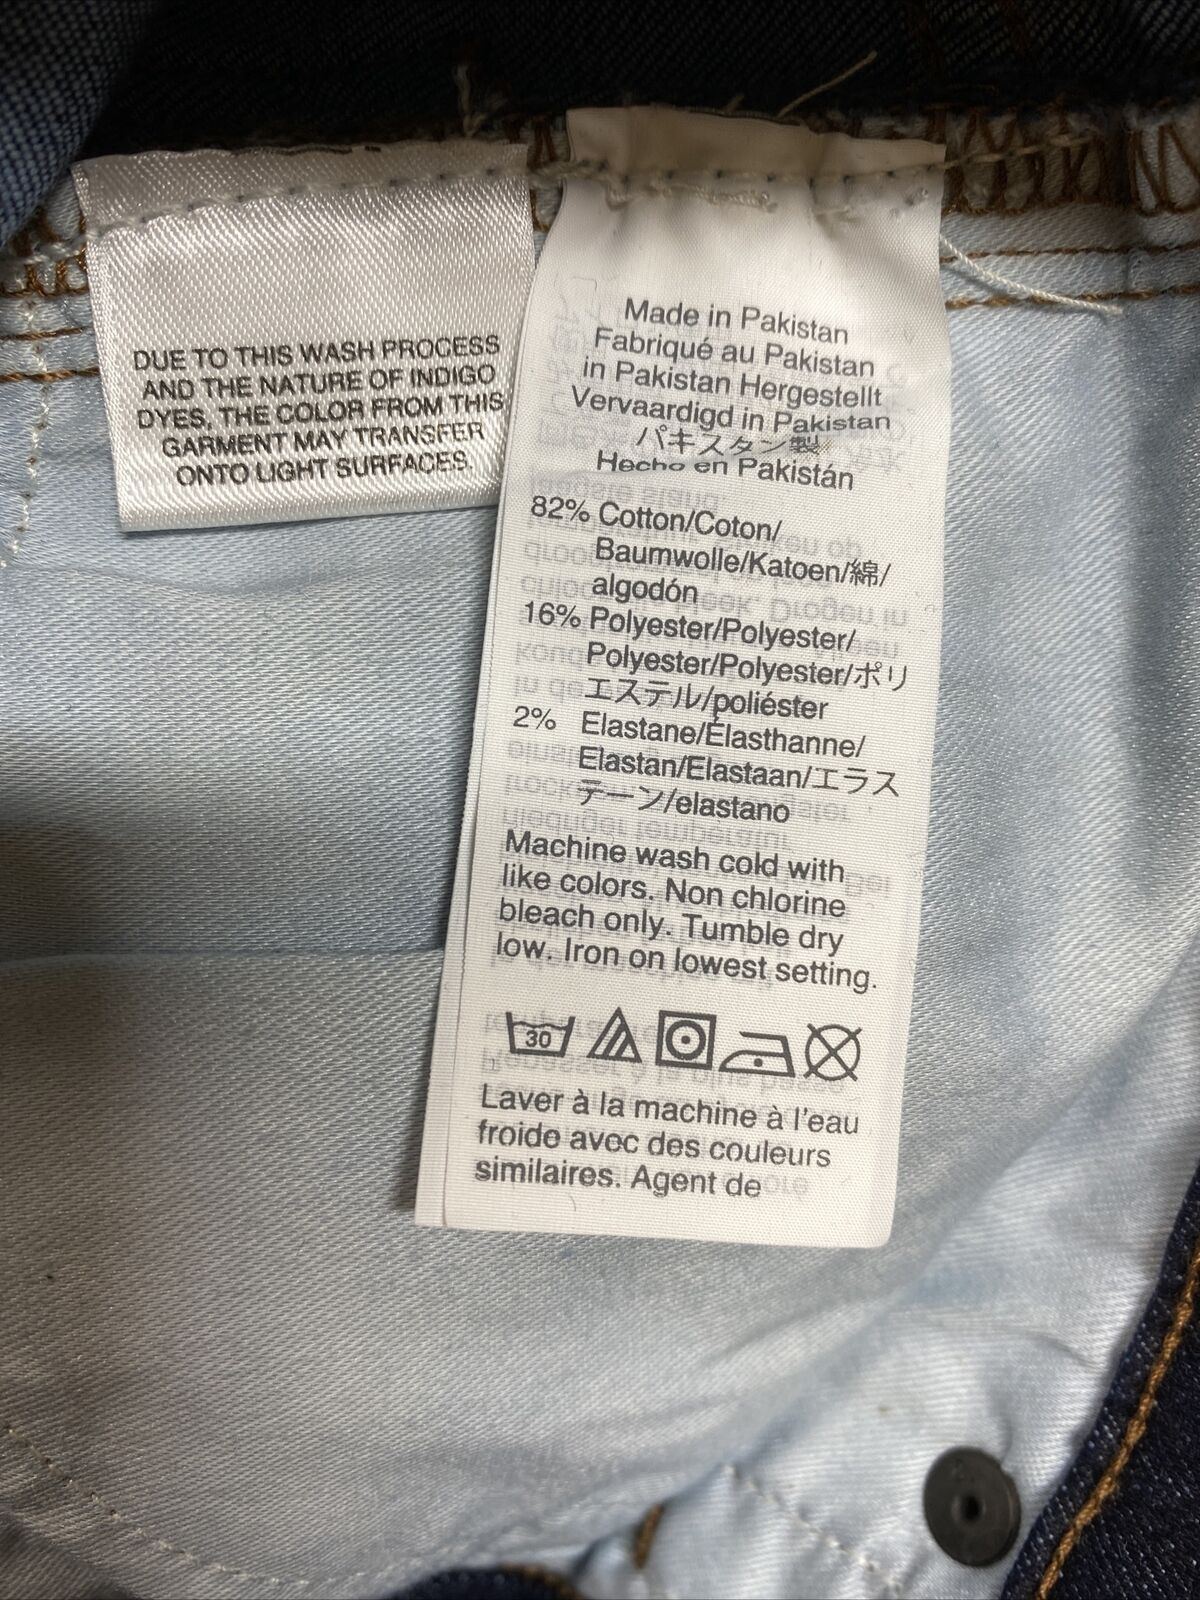 DUE TO THIS WASH PROCESS
AND THE NATURE OF INDIGO
DYES, THE COLOR FROM THIS
GARMENT MAY TRANSFER
ONTO LIGHT SURFACES.
Made in Pakistan
Fabriqué au Pakistan
in Pakistan Hergestellt
Vervaardigd in Pakistan
パキスタン製
Hecho en Pakistán
82% Cotton/Coton/
Baumwolle/Katoen/綿/
algodón
16% Polyester/Polyester/
Polyester/Polyester/ポリ
エステル/poliéster
2% Elastane/Élasthanne/
Elastan/Elastaan/エラス
テーン/elastano
Machine wash cold with
like colors. Non chlorine
bleach only. Tumble dry
low. Iron on lowest setting.
30
Laver à la machine à l'eau
froide avec des couleurs
similaires. Agent de